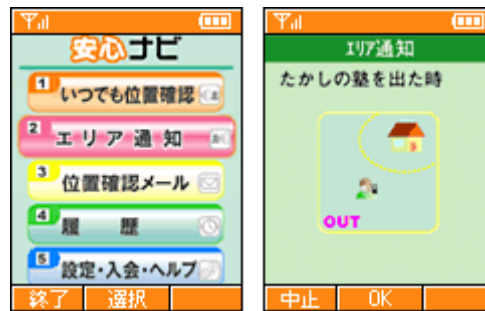 安心ナビ
1 いつでも位置確認
2 エリア通知
3 位置確認メール
4 履歴
5 設定・入会・ヘルプ
終了 選択
エリア通知
たかしの塾を出た時
OUT
中止 OK